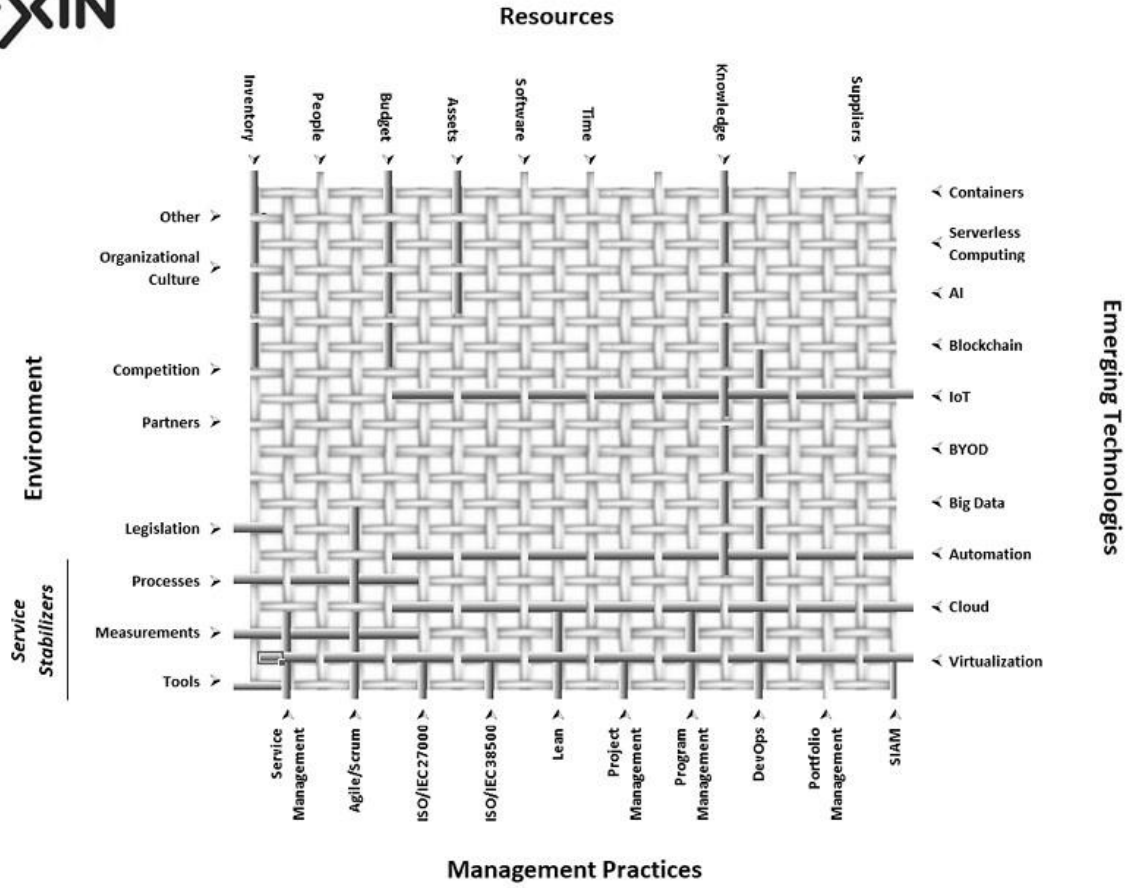 XIN
Resources
Inventory
People
Budget
Assets
Software
Time
Knowledge
Suppliers
Environment
Other
Organizational
Culture
Competition
Partners
Legislation
Service
Stabilizers
Processes
Measurements
Tools
Emerging Technologies
Containers
Serverless
Computing
AI
Blockchain
IoT
BYOD
Big Data
Automation
Cloud
Virtualization
Service
Management
Agile/Scrum
ISO/IEC27000
ISO/IEC38500
Lean
Project
Management
Program
Management
DevOps
Portfolio
Management
SIAM
Management Practices